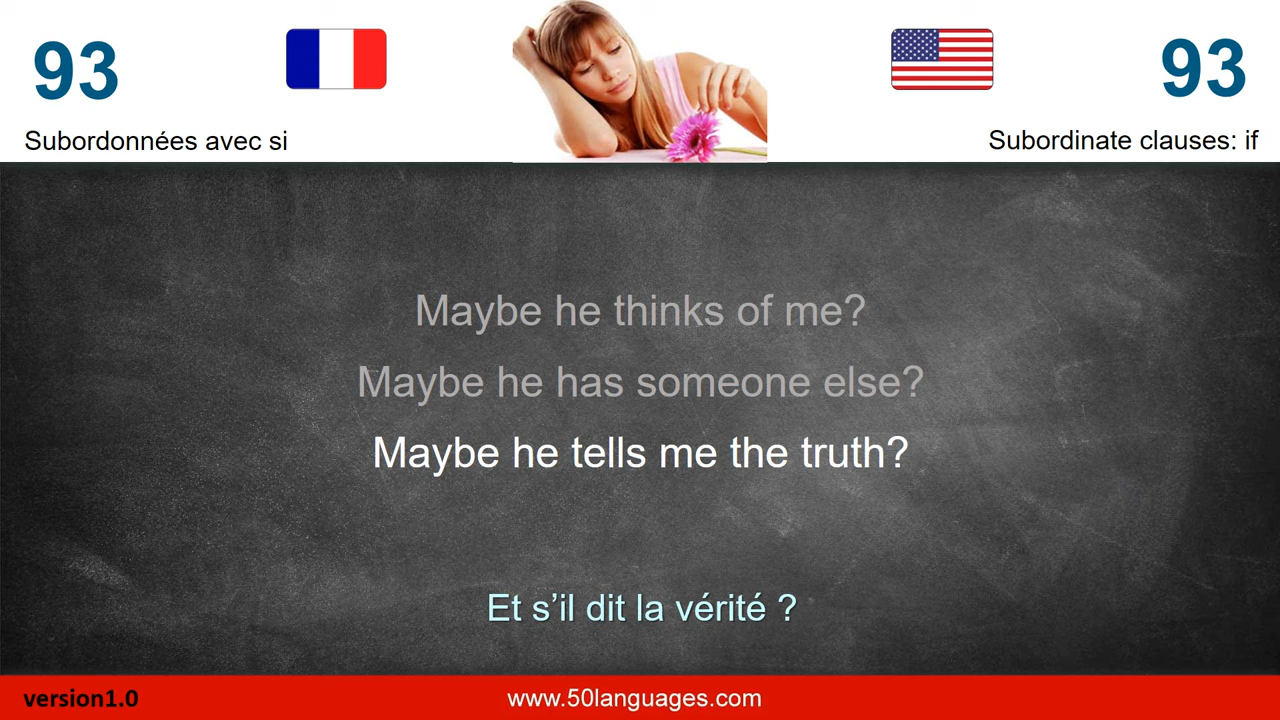 93
93
Subordonnées avec si
Subordinate clauses: if
Maybe he thinks of me?
Maybe he has someone else?
Maybe he tells me the truth?
Et s’il dit la vérité ?
version1.0
www.50languages.com